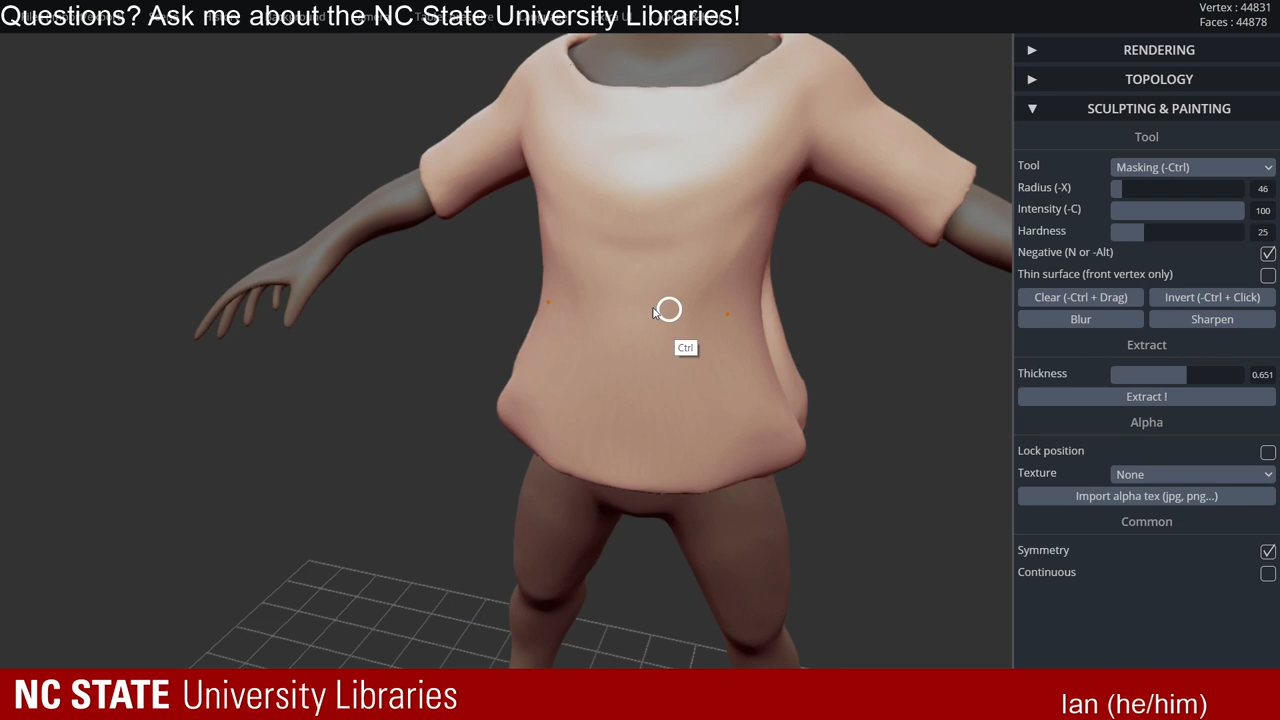 Questions? Ask me about the NC State University Libraries!
Vertex : 44831
Faces : 44878
RENDERING
TOPOLOGY
SCULPTING & PAINTING
Tool
Tool Masking (-Ctrl)
Radius (-X) 46
Intensity (-C) 100
Hardness 25
Negative (N or -Alt)
Thin surface (front vertex only)
Clear (-Ctrl + Drag) Invert (-Ctrl + Click)
Blur Sharpen
Ctrl
Extract
Thickness 0.651
Extract !
Alpha
Lock position
Texture None
Import alpha tex (jpg, png...)
Common
Symmetry
Continuous
NC STATE University Libraries
Ian (he/him)